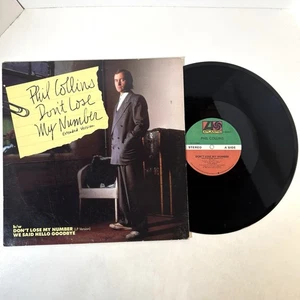 Phil Collins
Don't Lose
My Number
Extended Version
b/w
DON'T LOSE MY NUMBER LP Version
WE SAID HELLO GOODBYE
STEREO